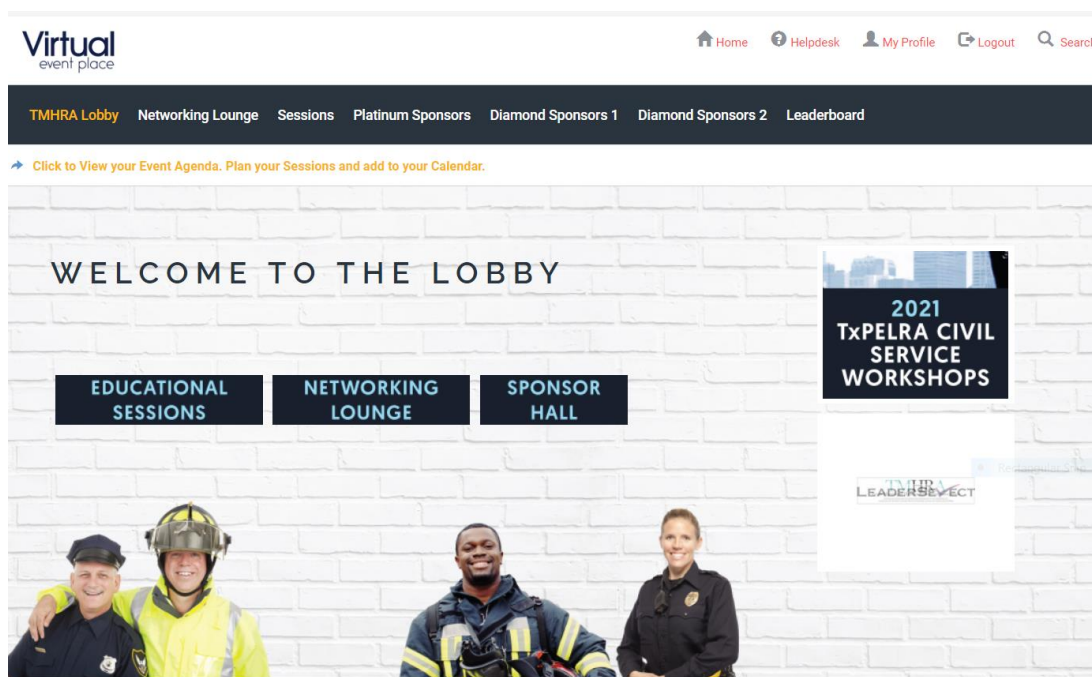 Virtual
event place
Home Helpdesk My Profile Logout Search
TMHRA Lobby Networking Lounge Sessions Platinum Sponsors Diamond Sponsors 1 Diamond Sponsors 2 Leaderboard
Click to View your Event Agenda. Plan your Sessions and add to your Calendar.
WELCOME TO THE LOBBY
EDUCATIONAL
SESSIONS
NETWORKING
LOUNGE
SPONSOR
HALL
2021
TxPELRA CIVIL
SERVICE
WORKSHOPS
TMHRA